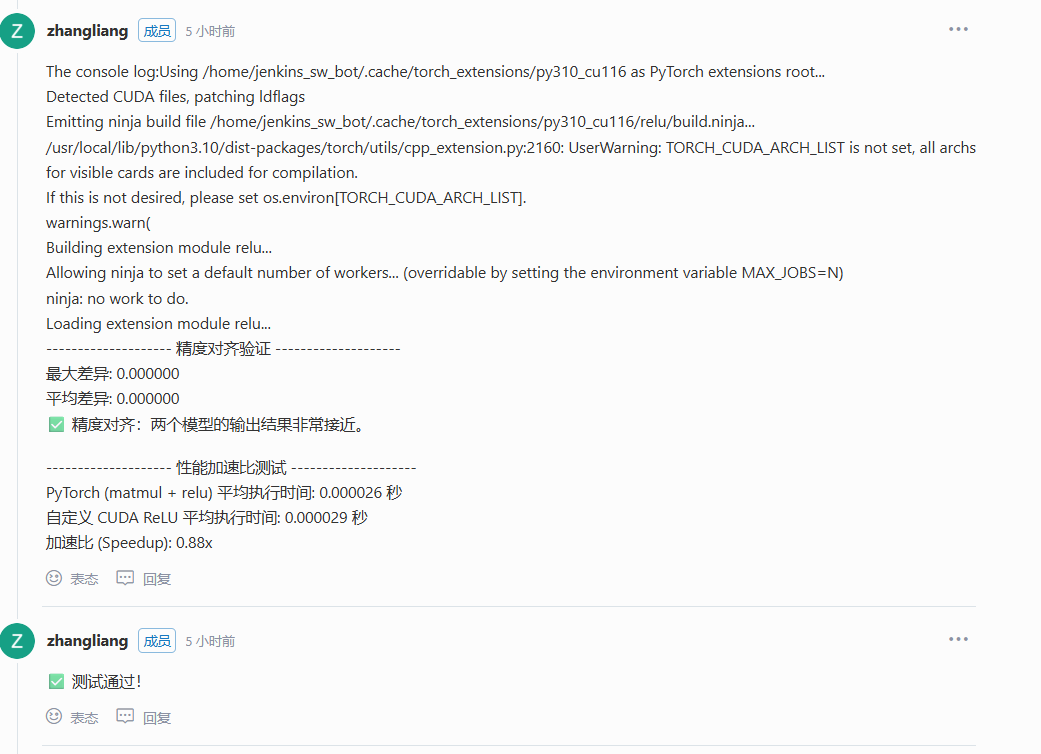 Z zhangliang 成员 5 小时前
The console log:Using /home/jenkins_sw_bot/.cache/torch_extensions/py310_cu116 as PyTorch extensions root...
Detected CUDA files, patching ldflags
Emitting ninja build file /home/jenkins_sw_bot/.cache/torch_extensions/py310_cu116/relu/build.ninja...
/usr/local/lib/python3.10/dist-packages/torch/utils/cpp_extension.py:2160: UserWarning: TORCH_CUDA_ARCH_LIST is not set, all archs
for visible cards are included for compilation.
If this is not desired, please set os.environ[TORCH_CUDA_ARCH_LIST].
warnings.warn(
Building extension module relu...
Allowing ninja to set a default number of workers... (overridable by setting the environment variable MAX_JOBS=N)
ninja: no work to do.
Loading extension module relu...
-------------------- 精度对齐验证 --------------------
最大差异: 0.000000
平均差异: 0.000000
✅ 精度对齐：两个模型的输出结果非常接近。
-------------------- 性能加速比测试 --------------------
PyTorch (matmul + relu) 平均执行时间: 0.000026 秒
自定义 CUDA ReLU 平均执行时间: 0.000029 秒
加速比 (Speedup): 0.88x
表态 回复
Z zhangliang 成员 5 小时前
✅ 测试通过！
表态 回复